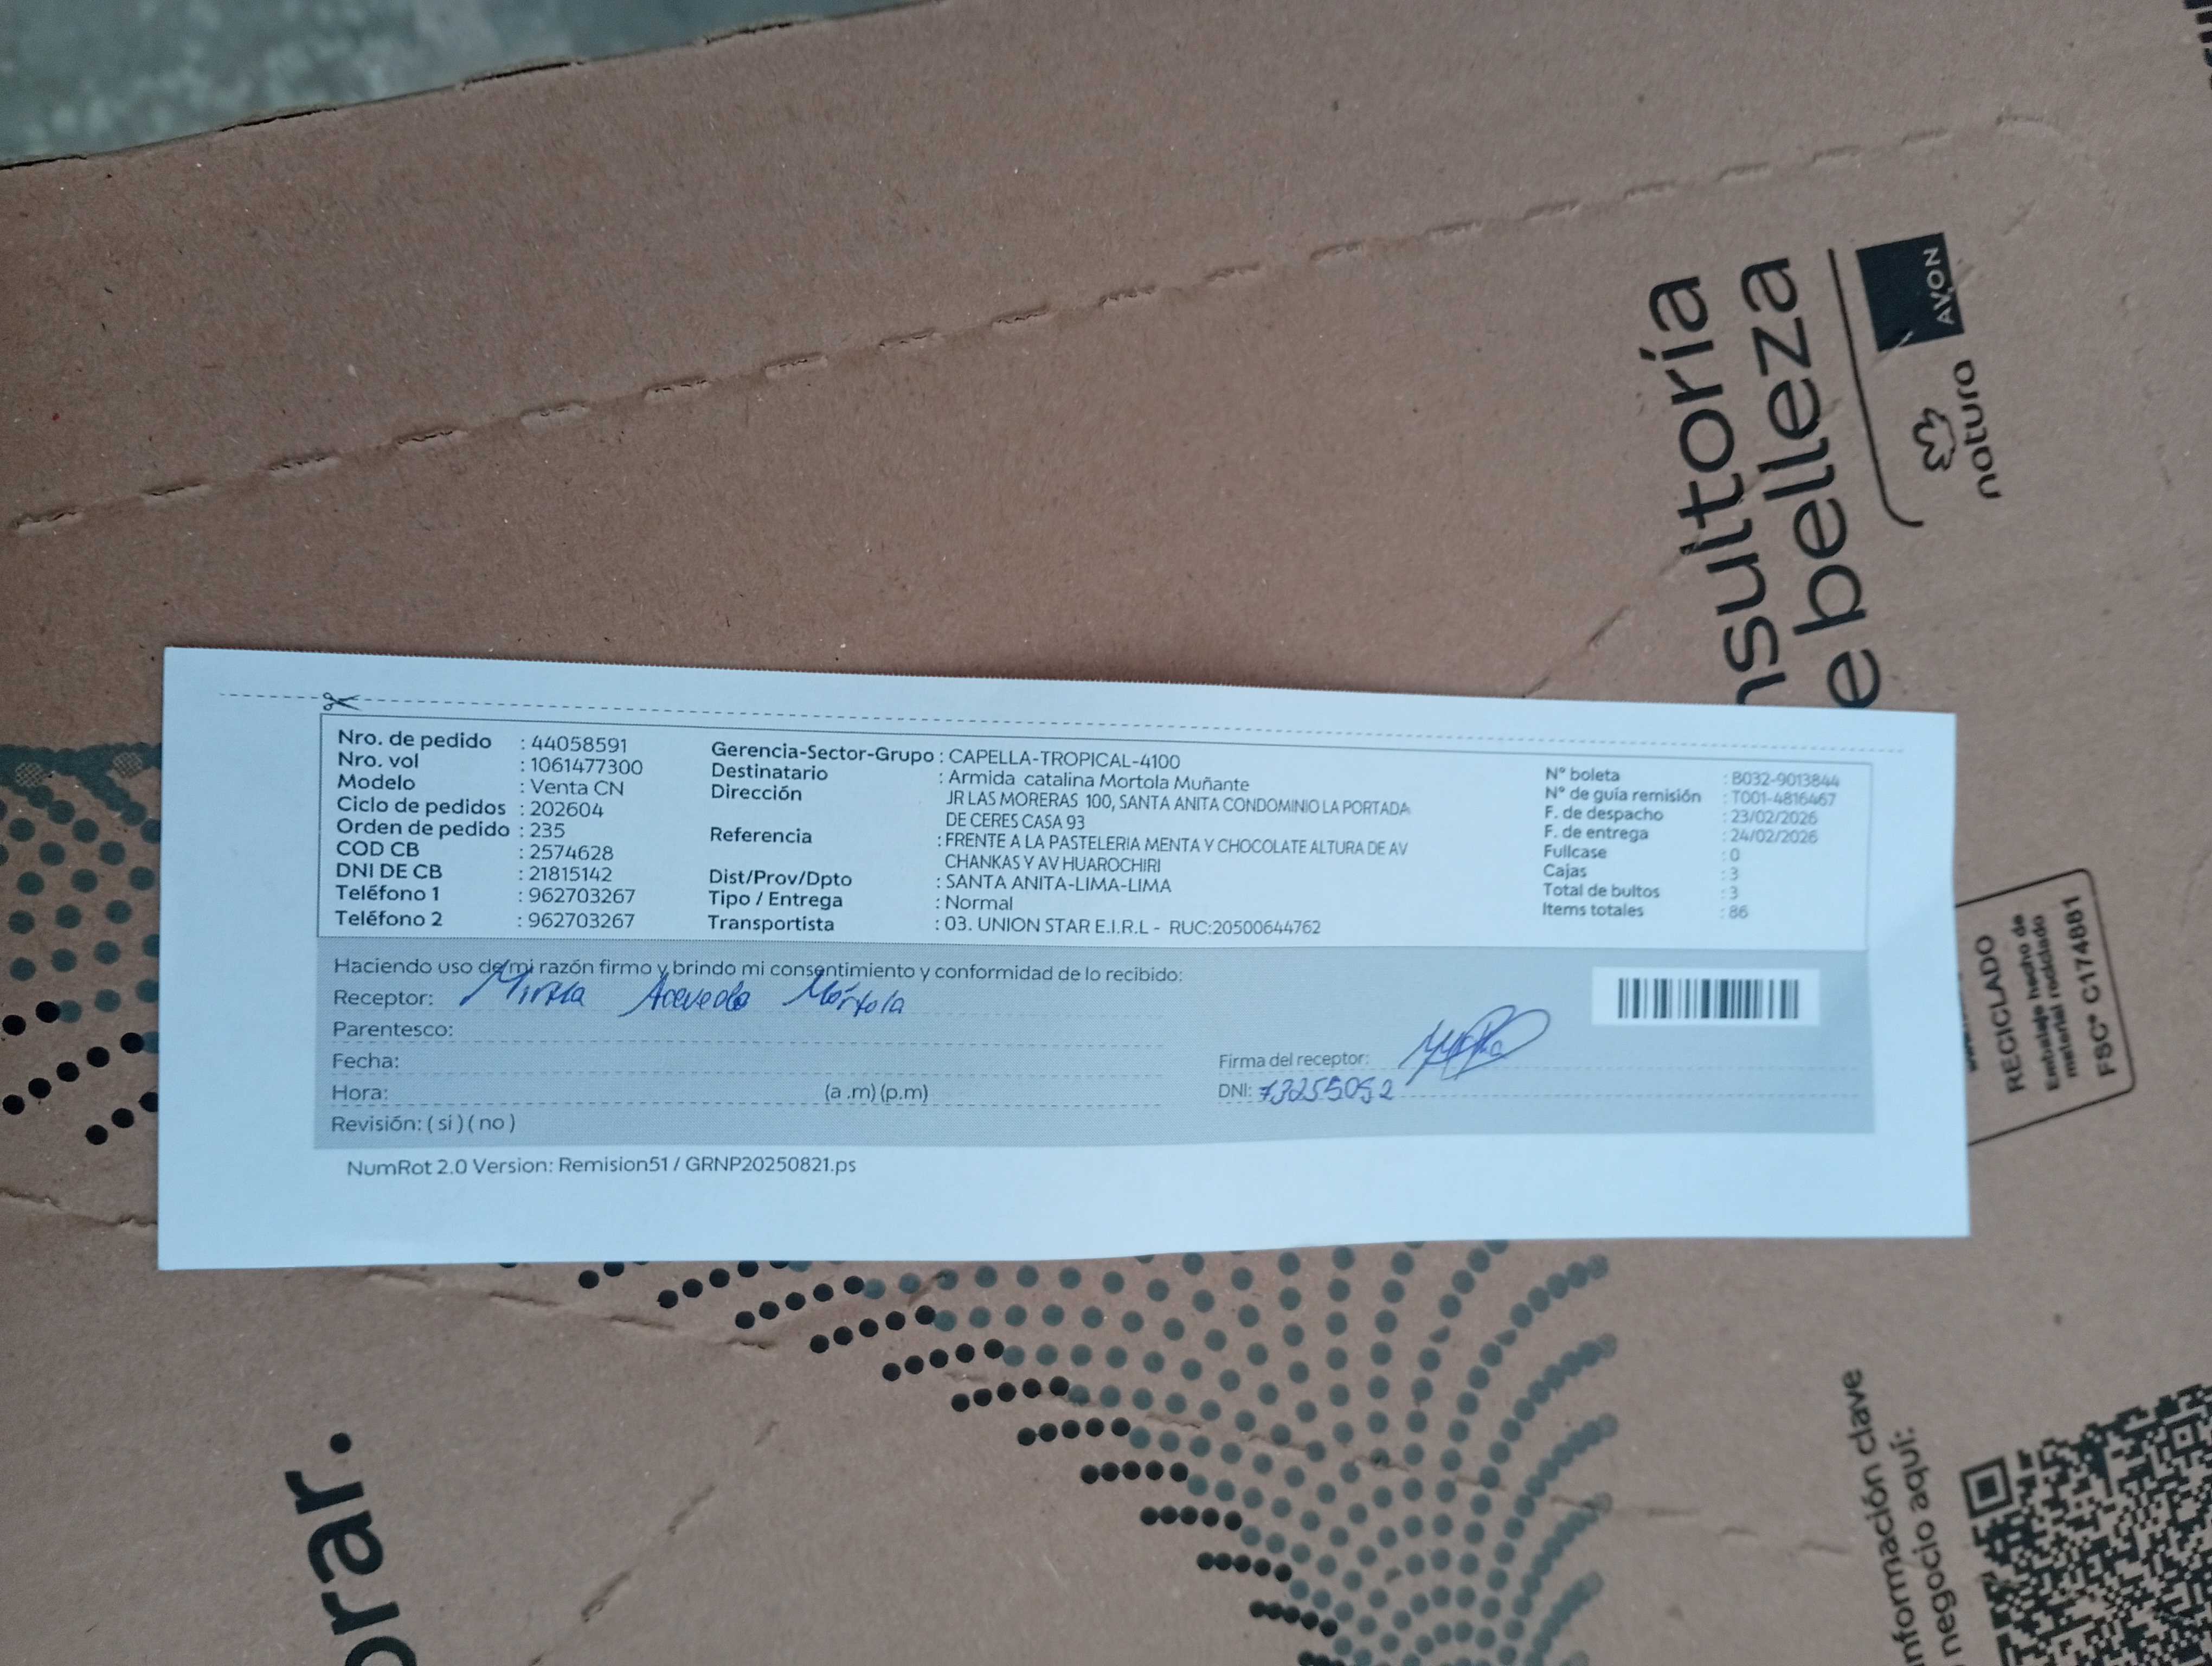 Nro. de pedido : 44058591
Nro. vol : 1061477300
Modelo : Venta CN
Ciclo de pedidos : 202604
Orden de pedido : 235
COD CB : 2574628
DNI DE CB : 21815142
Teléfono 1 : 962703267
Teléfono 2 : 962703267
Gerencia-Sector-Grupo : CAPELLA-TROPICAL-4100
Destinatario : Armida catalina Mortola Muñante
Dirección JR LAS MORERAS 100, SANTA ANITA CONDOMINIO LA PORTADA
DE CERES CASA 93
Referencia : FRENTE A LA PASTELERIA MENTA Y CHOCOLATE ALTURA DE AV
CHANKAS Y AV HUAROCHIRI
Dist/Prov/Dpto : SANTA ANITA-LIMA-LIMA
Tipo / Entrega : Normal
Transportista : 03. UNION STAR E.I.R.L - RUC:20500644762
N° boleta : B032-9013844
N° de guía remisión : T001-4816467
F. de despacho : 23/02/2026
F. de entrega : 24/02/2026
Fullcase : 0
Cajas : 3
Total de bultos : 3
Items totales : 86
Haciendo uso de mi razón firmo y brindo mi consentimiento y conformidad de lo recibido:
Receptor: Acevedo Mórtola
Parentesco:
Fecha:
Hora: (a .m) (p.m)
Revisión: ( si ) ( no )
Firma del receptor:
DNI: 73255052
NumRot 2.0 Version: Remision51 / GRNP20250821.ps
nsultoría
e belleza
natura
AVON
RECICLADO
Embalaje hecho de
material reciclado
FSC® C174881
nformación clave
negocio aquí:
orar.